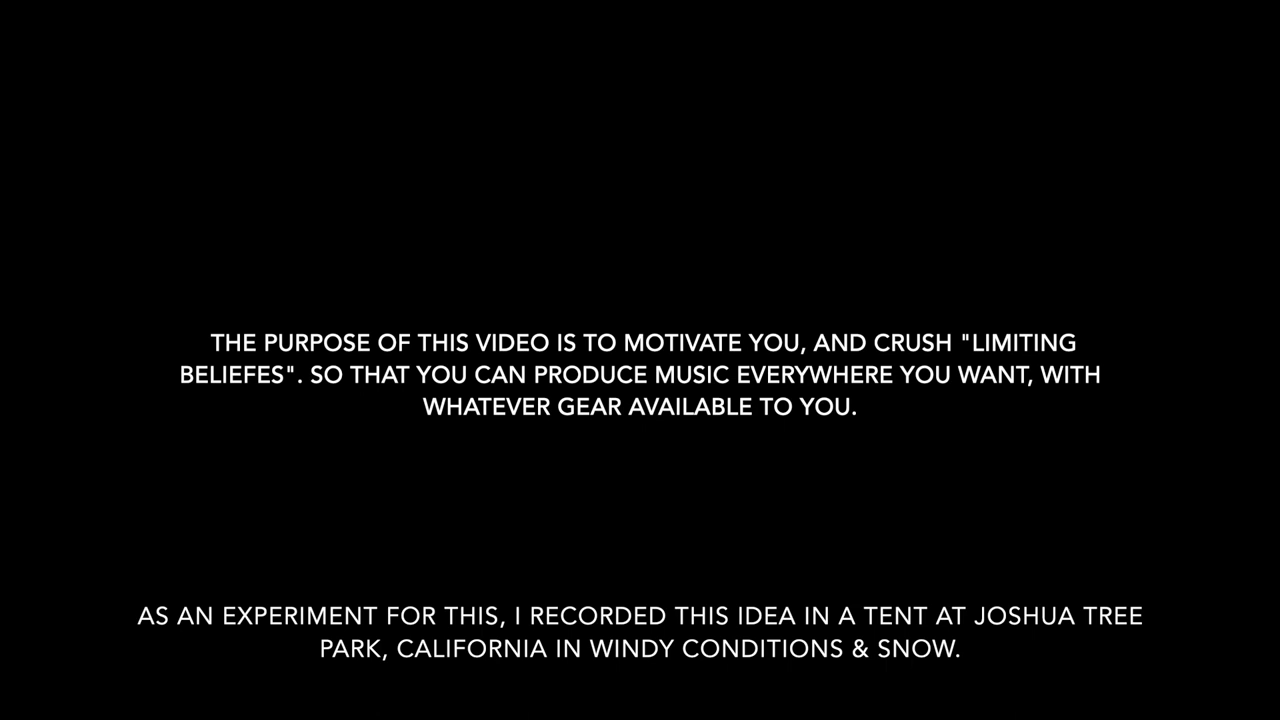 THE PURPOSE OF THIS VIDEO IS TO MOTIVATE YOU, AND CRUSH "LIMITING
BELIEFES". SO THAT YOU CAN PRODUCE MUSIC EVERYWHERE YOU WANT, WITH
WHATEVER GEAR AVAILABLE TO YOU.
AS AN EXPERIMENT FOR THIS, I RECORDED THIS IDEA IN A TENT AT JOSHUA TREE
PARK, CALIFORNIA IN WINDY CONDITIONS & SNOW.